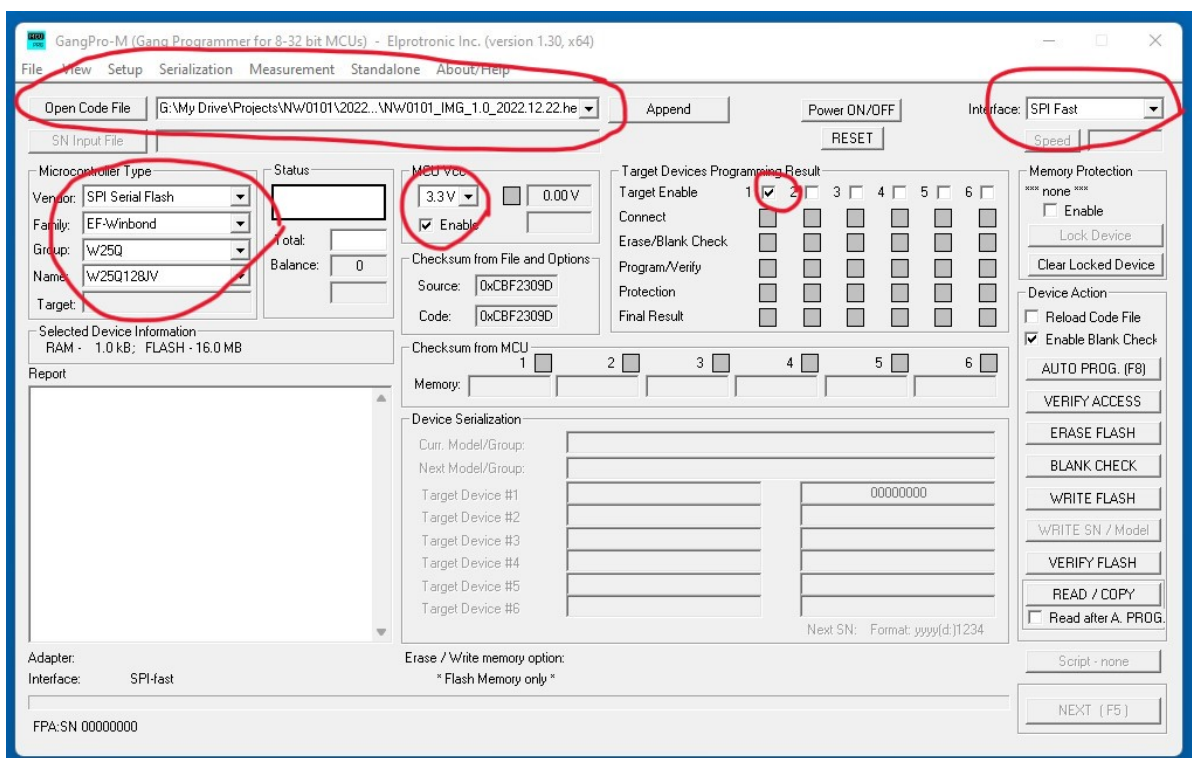 GangPro-M (Gang Programmer for 8-32 bit MCUs) - Elprotronic Inc. (version 1.30, x64)
File View Setup Serialization Measurement Standalone About/Help
Open Code File G:\My Drive\Projects\NW0101\2022...\NW0101_IMG_1.0_2022.12.22.he Append Power ON/OFF Interface: SPI Fast
SN Input File RESET Speed
Microcontroller Type
Vendor: SPI Serial Flash
Family: EF-Winbond
Group: W25Q
Name: W25Q128JV
Target:
Status
Total:
Balance: 0
MCU Vcc
3.3 V 0.00 V
Enable
Checksum from File and Options
Source: 0xCBF2309D
Code: 0xCBF2309D
Target Devices Programming Result
Target Enable 1 2 3 4 5 6
Connect
Erase/Blank Check
Program/Verify
Protection
Final Result
Memory Protection
*** none ***
Enable
Lock Device
Clear Locked Device
Selected Device Information
RAM - 1.0 kB; FLASH - 16.0 MB
Report
Checksum from MCU
1 2 3 4 5 6
Memory:
Device Serialization
Curr. Model/Group:
Next Model/Group:
Target Device #1 00000000
Target Device #2
Target Device #3
Target Device #4
Target Device #5
Target Device #6
Next SN: Format: yyyy(d:)1234
Device Action
Reload Code File
Enable Blank Check
AUTO PROG. (F8)
VERIFY ACCESS
ERASE FLASH
BLANK CHECK
WRITE FLASH
WRITE SN / Model
VERIFY FLASH
READ / COPY
Read after A. PROG.
Script - none
NEXT ( F5 )
Adapter:
Interface: SPI-fast
Erase / Write memory option:
* Flash Memory only *
FPA:SN 00000000